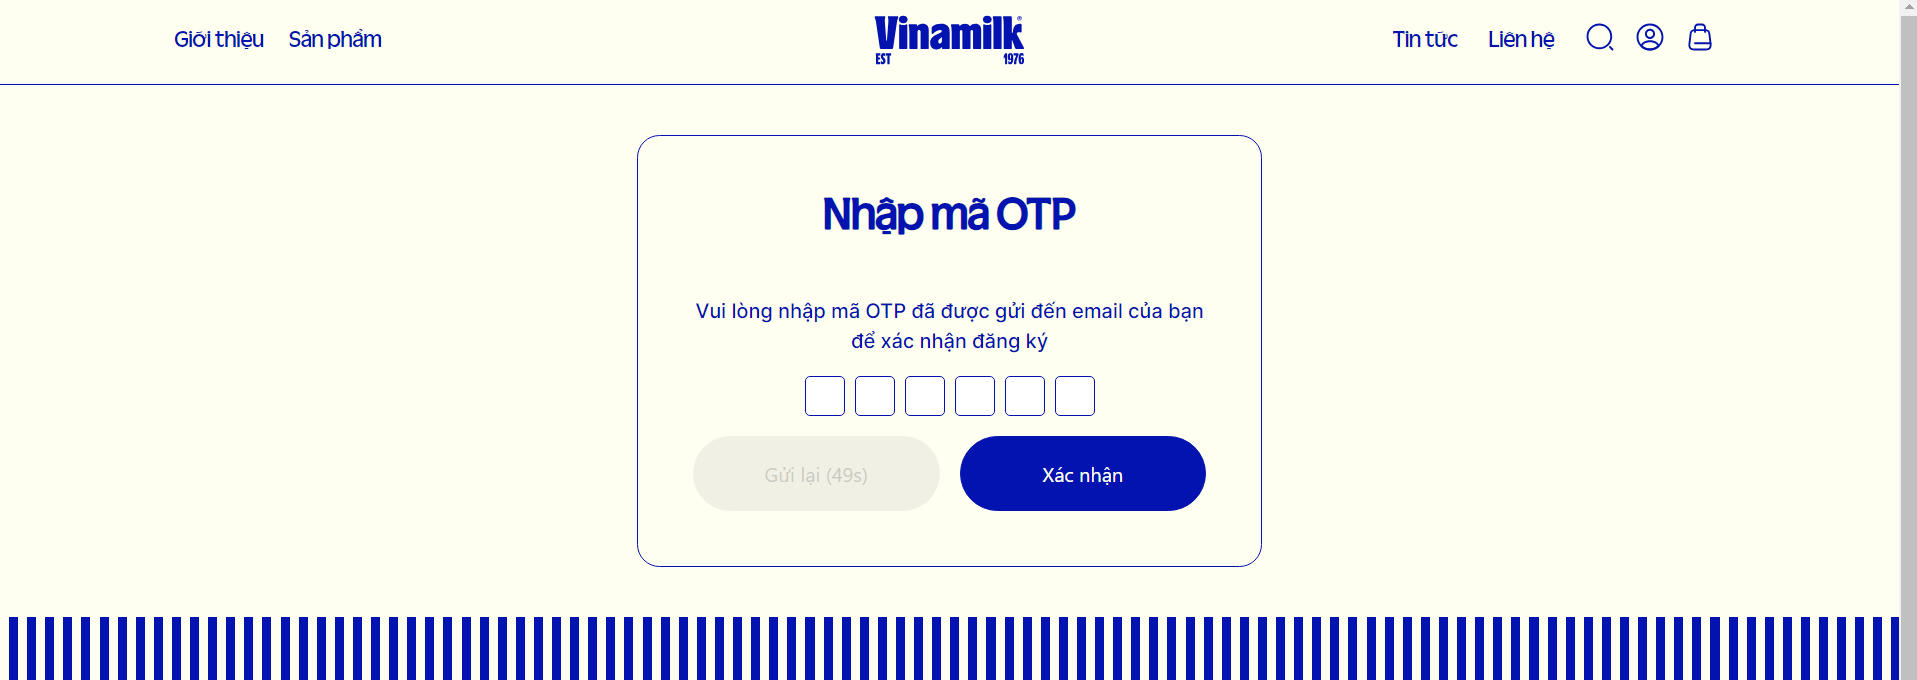 Giới thiệu Sản phẩm Vinamilk ® EST 1976 Tin tức Liên hệ
Nhập mã OTP
Vui lòng nhập mã OTP đã được gửi đến email của bạn
để xác nhận đăng ký
Gửi lại (49s) Xác nhận